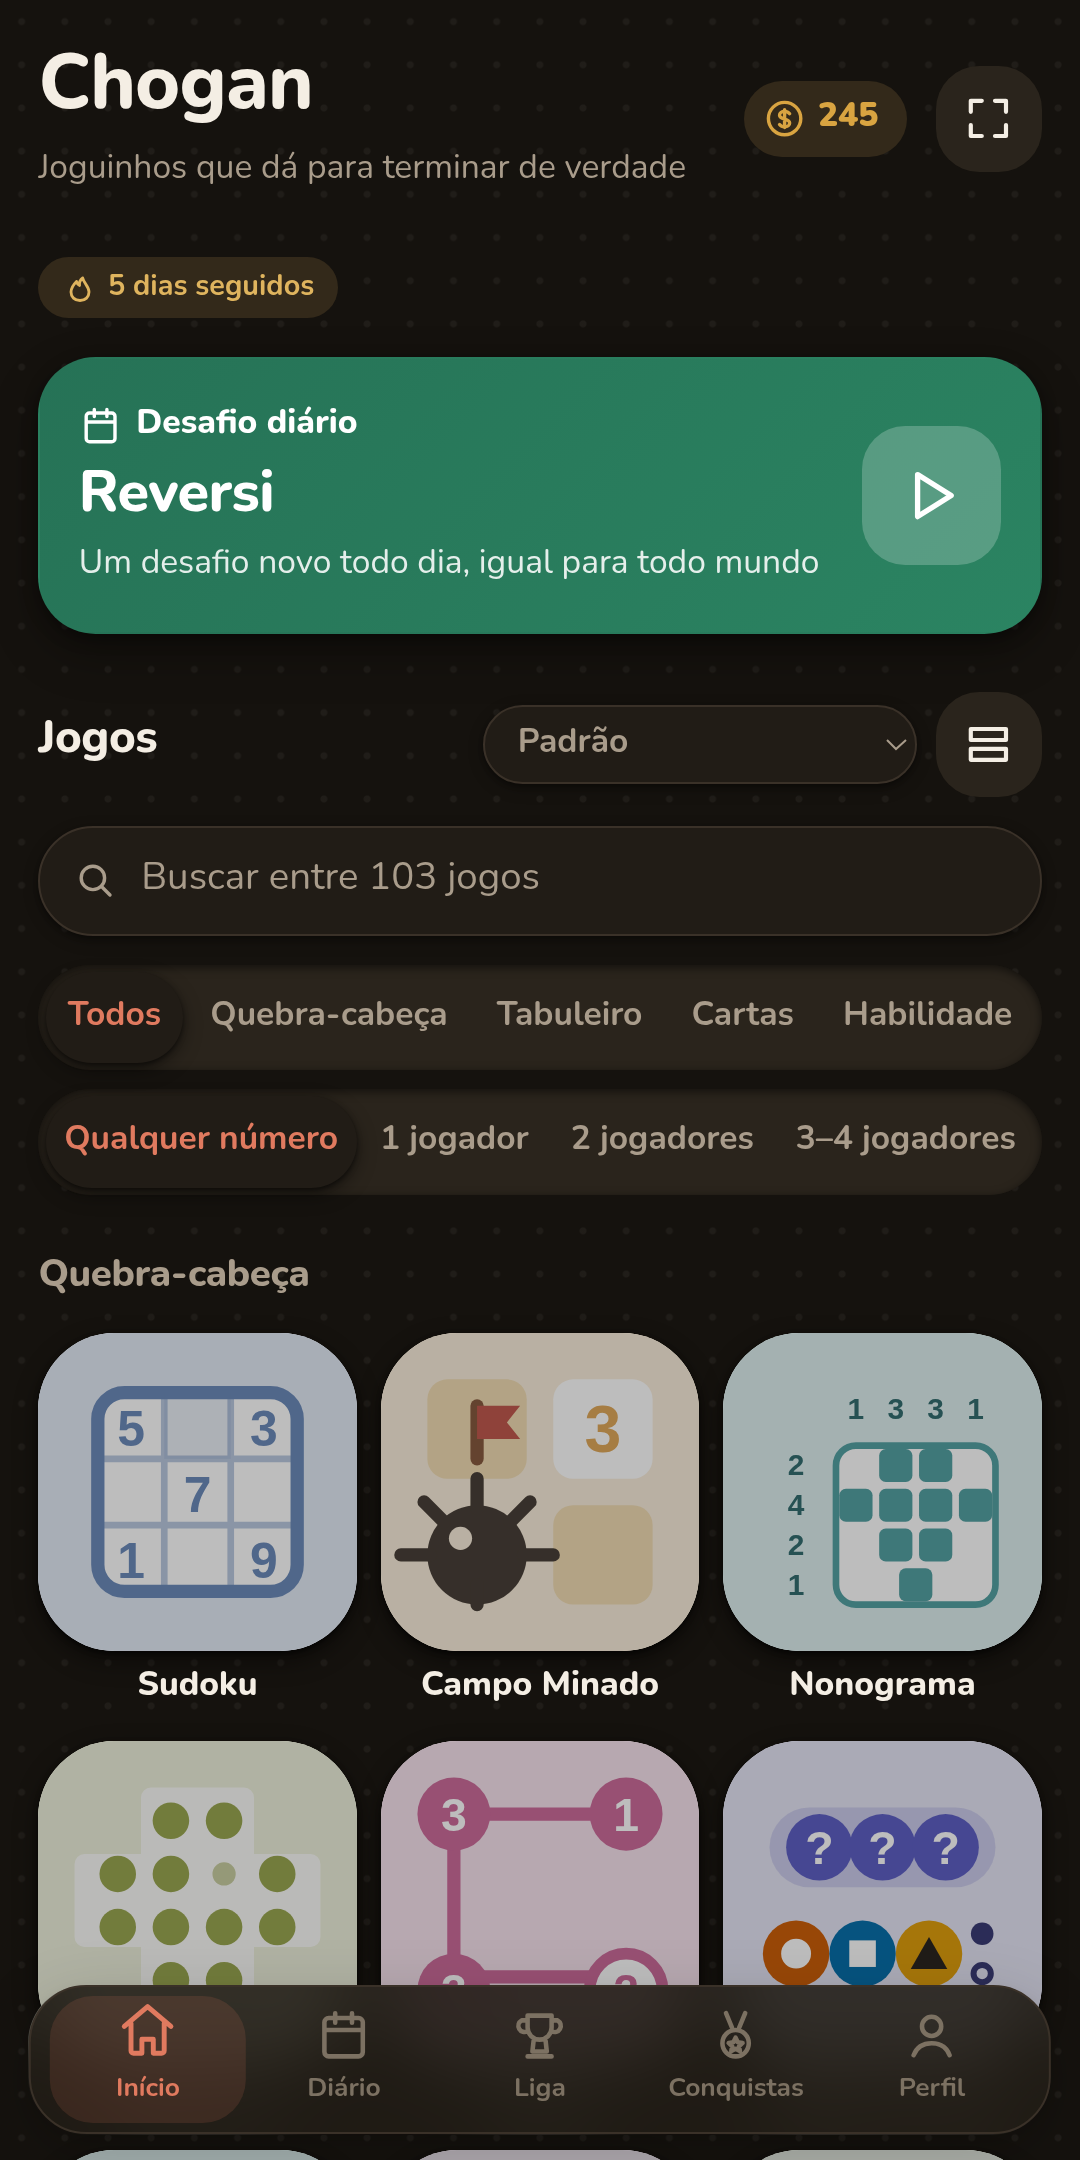 Chogan
Joguinhos que dá para terminar de verdade
245
5 dias seguidos
Desafio diário
Reversi
Um desafio novo todo dia, igual para todo mundo
Jogos
Padrão
Buscar entre 103 jogos
Todos Quebra-cabeça Tabuleiro Cartas Habilidade
Qualquer número 1 jogador 2 jogadores 3–4 jogadores
Quebra-cabeça
5 3
7
1 9
3
1 3 3 1
2
4
2
1
Sudoku Campo Minado Nonograma
3 1
? ? ?
Início Diário Liga Conquistas Perfil